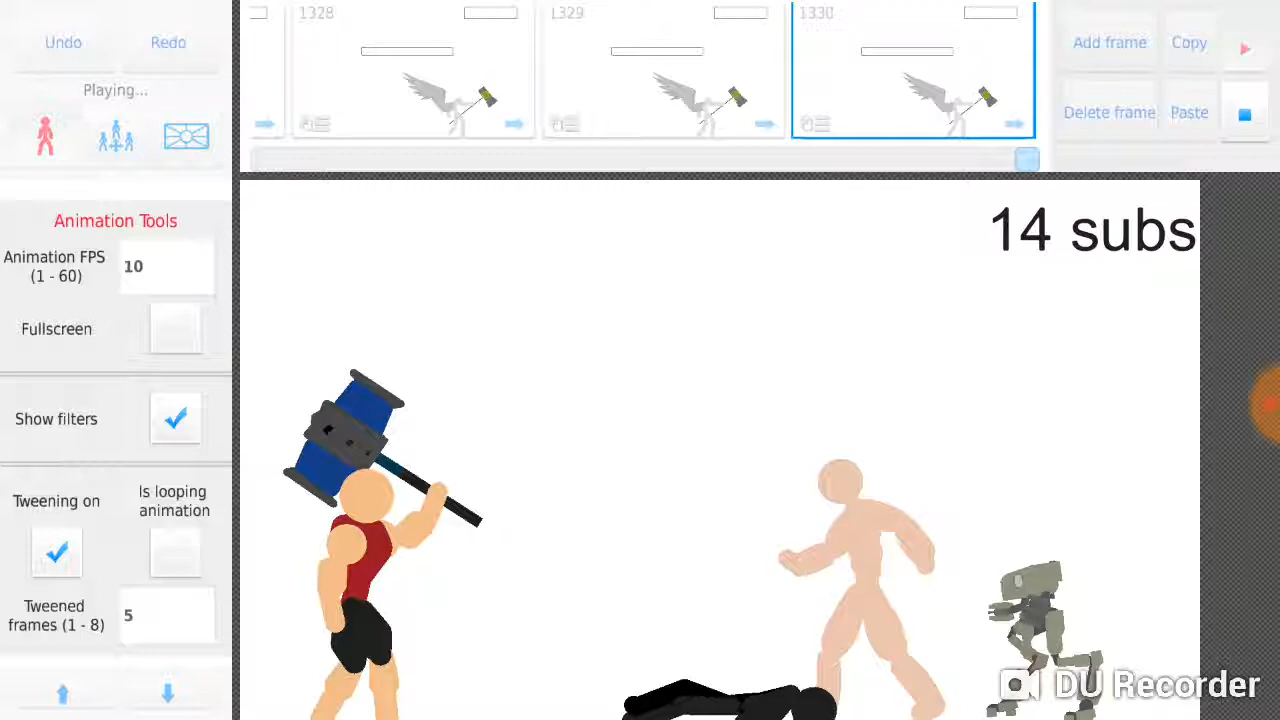 Undo Redo
Playing...
1328
1329
1330
Add frame Copy
Delete frame Paste
Animation Tools
Animation FPS
(1 - 60)
10
Fullscreen
Show filters
Tweening on
Is looping
animation
Tweened
frames (1 - 8)
5
14 subs
DU Recorder